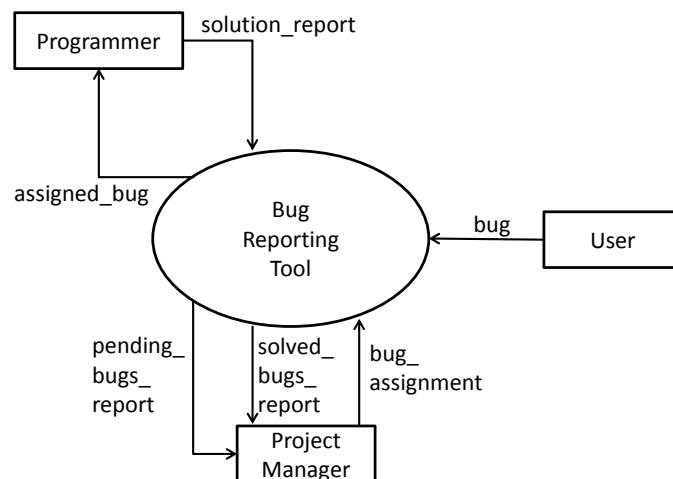 solution_report
Programmer
assigned_bug
Bug
Reporting
Tool
bug
User
pending_
bugs_
report
solved_
bugs_
report
bug_
assignment
Project
Manager